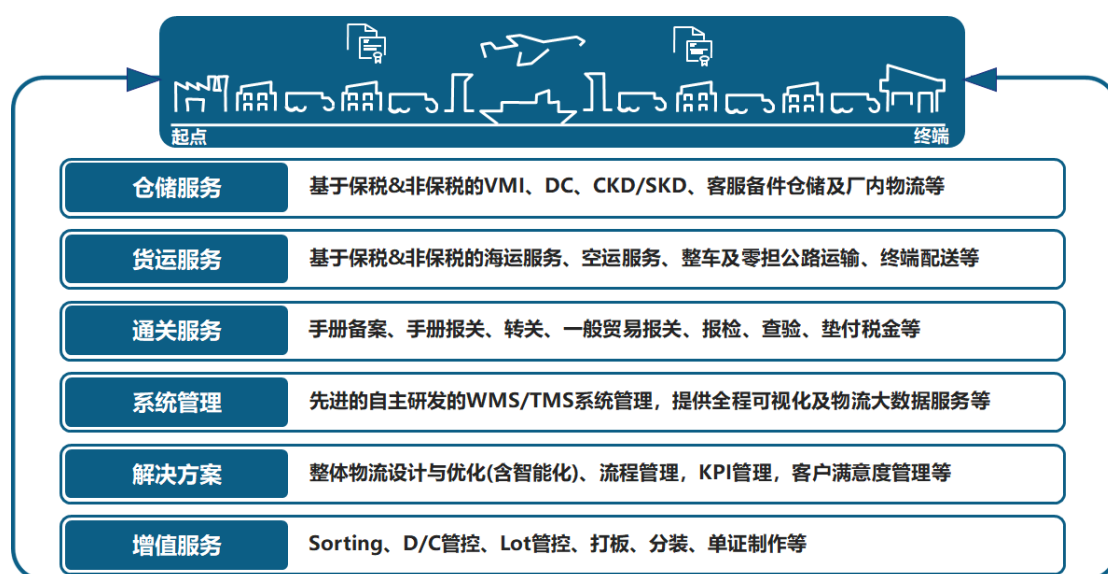 起点
终端
仓储服务
基于保税&非保税的VMI、DC、CKD/SKD、客服备件仓储及厂内物流等
货运服务
基于保税&非保税的海运服务、空运服务、整车及零担公路运输、终端配送等
通关服务
手册备案、手册报关、转关、一般贸易报关、报检、查验、垫付税金等
系统管理
先进的自主研发的WMS/TMS系统管理，提供全程可视化及物流大数据服务等
解决方案
整体物流设计与优化(含智能化)、流程管理，KPI管理，客户满意度管理等
增值服务
Sorting、D/C管控、Lot管控、打板、分装、单证制作等